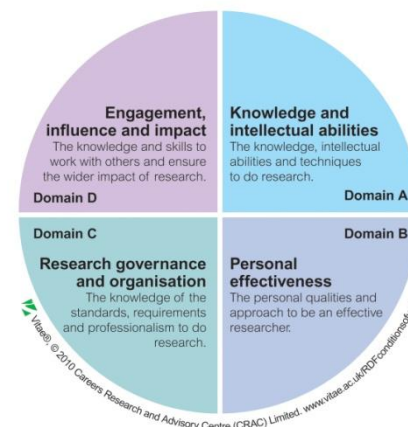 Engagement,
influence and impact
The knowledge and skills to
work with others and ensure
the wider impact of research.
Domain D
Knowledge and
intellectual abilities
The knowledge, intellectual
abilities and techniques
to do research.
Domain A
Domain C
Research governance
and organisation
The knowledge of the
standards, requirements
and professionalism to do
research.
Domain B
Personal
effectiveness
The personal qualities and
approach to be an effective
researcher.
Vitae®, © 2010 Careers Research and Advisory Centre (CRAC) Limited. www.vitae.ac.uk/RDFconditionsof